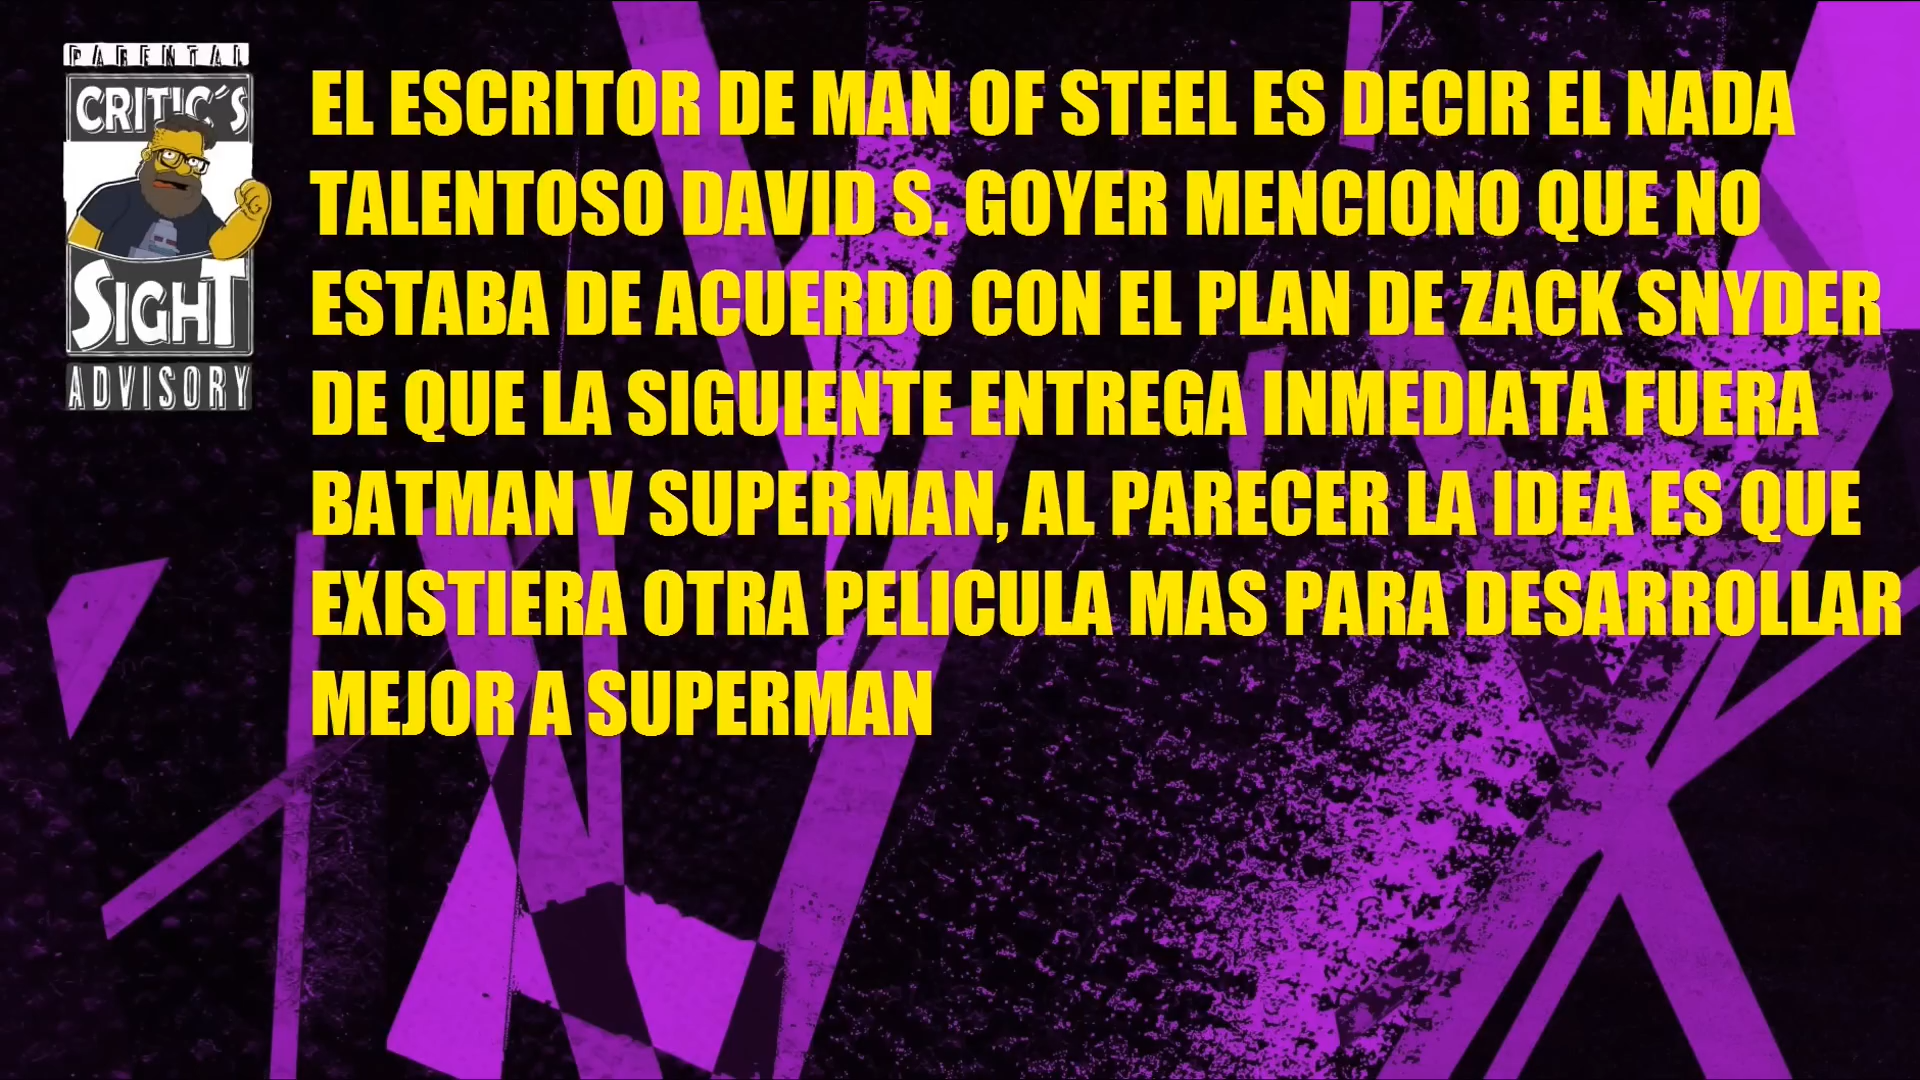 PARENTAL
CRITIC´S
SIGHT
ADVISORY
EL ESCRITOR DE MAN OF STEEL ES DECIR EL NADA
TALENTOSO DAVID S. GOYER MENCIONO QUE NO
ESTABA DE ACUERDO CON EL PLAN DE ZACK SNYDER
DE QUE LA SIGUIENTE ENTREGA INMEDIATA FUERA
BATMAN V SUPERMAN, AL PARECER LA IDEA ES QUE
EXISTIERA OTRA PELICULA MAS PARA DESARROLLAR
MEJOR A SUPERMAN